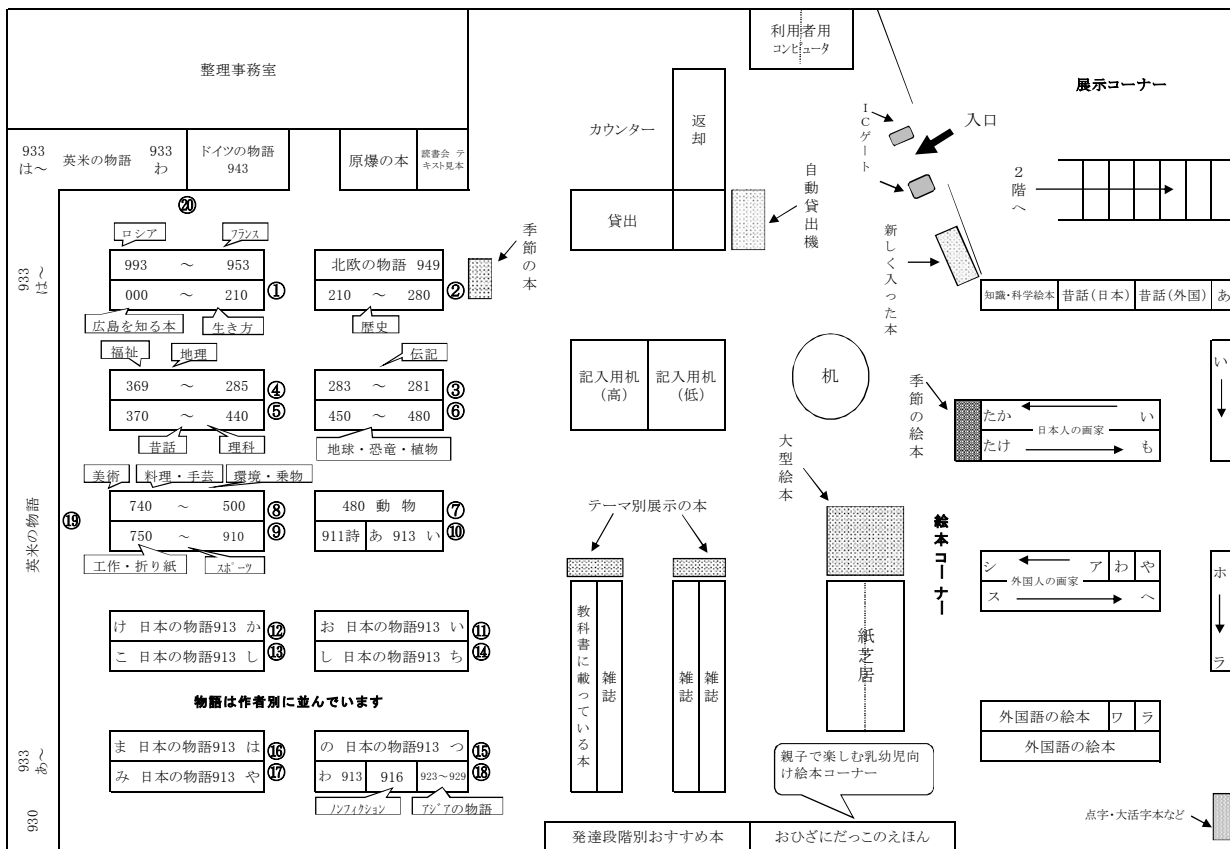 整理事務室
利用者用
コンピュータ
展示コーナー
ICゲート
入口
2階へ
カウンター
返却
貸出
自動貸出機
新しく入った本
933
は～
英米の物語
933
わ
ドイツの物語
943
原爆の本
読書会 テ
キスト見本
⑳
ロシア
フランス
993 ～ 953
000 ～ 210
①
広島を知る本
生き方
北欧の物語 949
210 ～ 280
②
歴史
季節の本
933
は～
知識・科学絵本
昔話(日本)
昔話(外国)
あ
福祉
地理
369 ～ 285
④
370 ～ 440
⑤
昔話
理科
伝記
283 ～ 281
③
450 ～ 480
⑥
地球・恐竜・植物
記入用机
(高)
記入用机
(低)
机
季節の絵本
たか
い
日本人の画家
たけ
も
い
大型絵本
美術
料理・手芸
環境・乗物
740 ～ 500
⑧
750 ～ 910
⑨
工作・折り紙
スポーツ
480 動 物
⑦
911詩
あ 913 い
⑩
⑲
英米の物語
テーマ別展示の本
絵本コーナー
シ
ア
わ
や
外国人の画家
ス
ヘ
ホ
ラ
け 日本の物語913 か
⑫
こ 日本の物語913 し
⑬
お 日本の物語913 い
⑪
し 日本の物語913 ち
⑭
教科書に載っている本
雑誌
雑誌
雑誌
紙芝居
物語は作者別に並んでいます
外国語の絵本
ワ
ラ
外国語の絵本
933
あ～
ま 日本の物語913 は
⑯
み 日本の物語913 や
⑰
の 日本の物語913 つ
⑮
わ 913
916
923～929
⑱
ノンフィクション
アジアの物語
親子で楽しむ乳幼児向
け絵本コーナー
930
点字・大活字本など
発達段階別おすすめ本
おひざにだっこのえほん